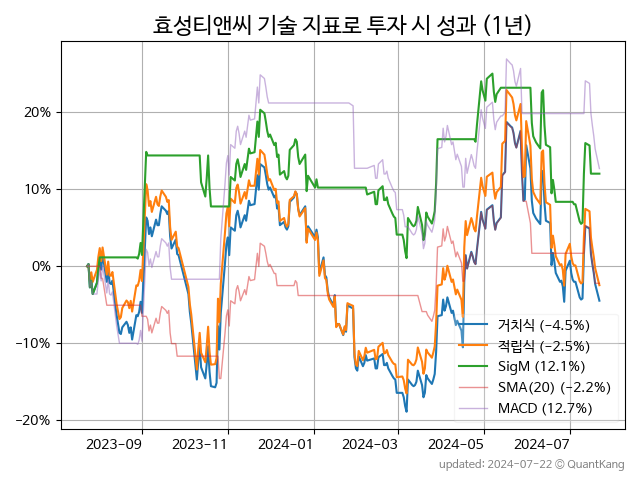 효성티앤씨 기술 지표로 투자 시 성과 (1년)
20%
10%
0%
−10%
−20%
거치식 (−4.5%)
적립식 (−2.5%)
SigM (12.1%)
SMA(20) (−2.2%)
MACD (12.7%)
2023-09 2023-11 2024-01 2024-03 2024-05 2024-07
updated: 2024-07-22 © QuantKang